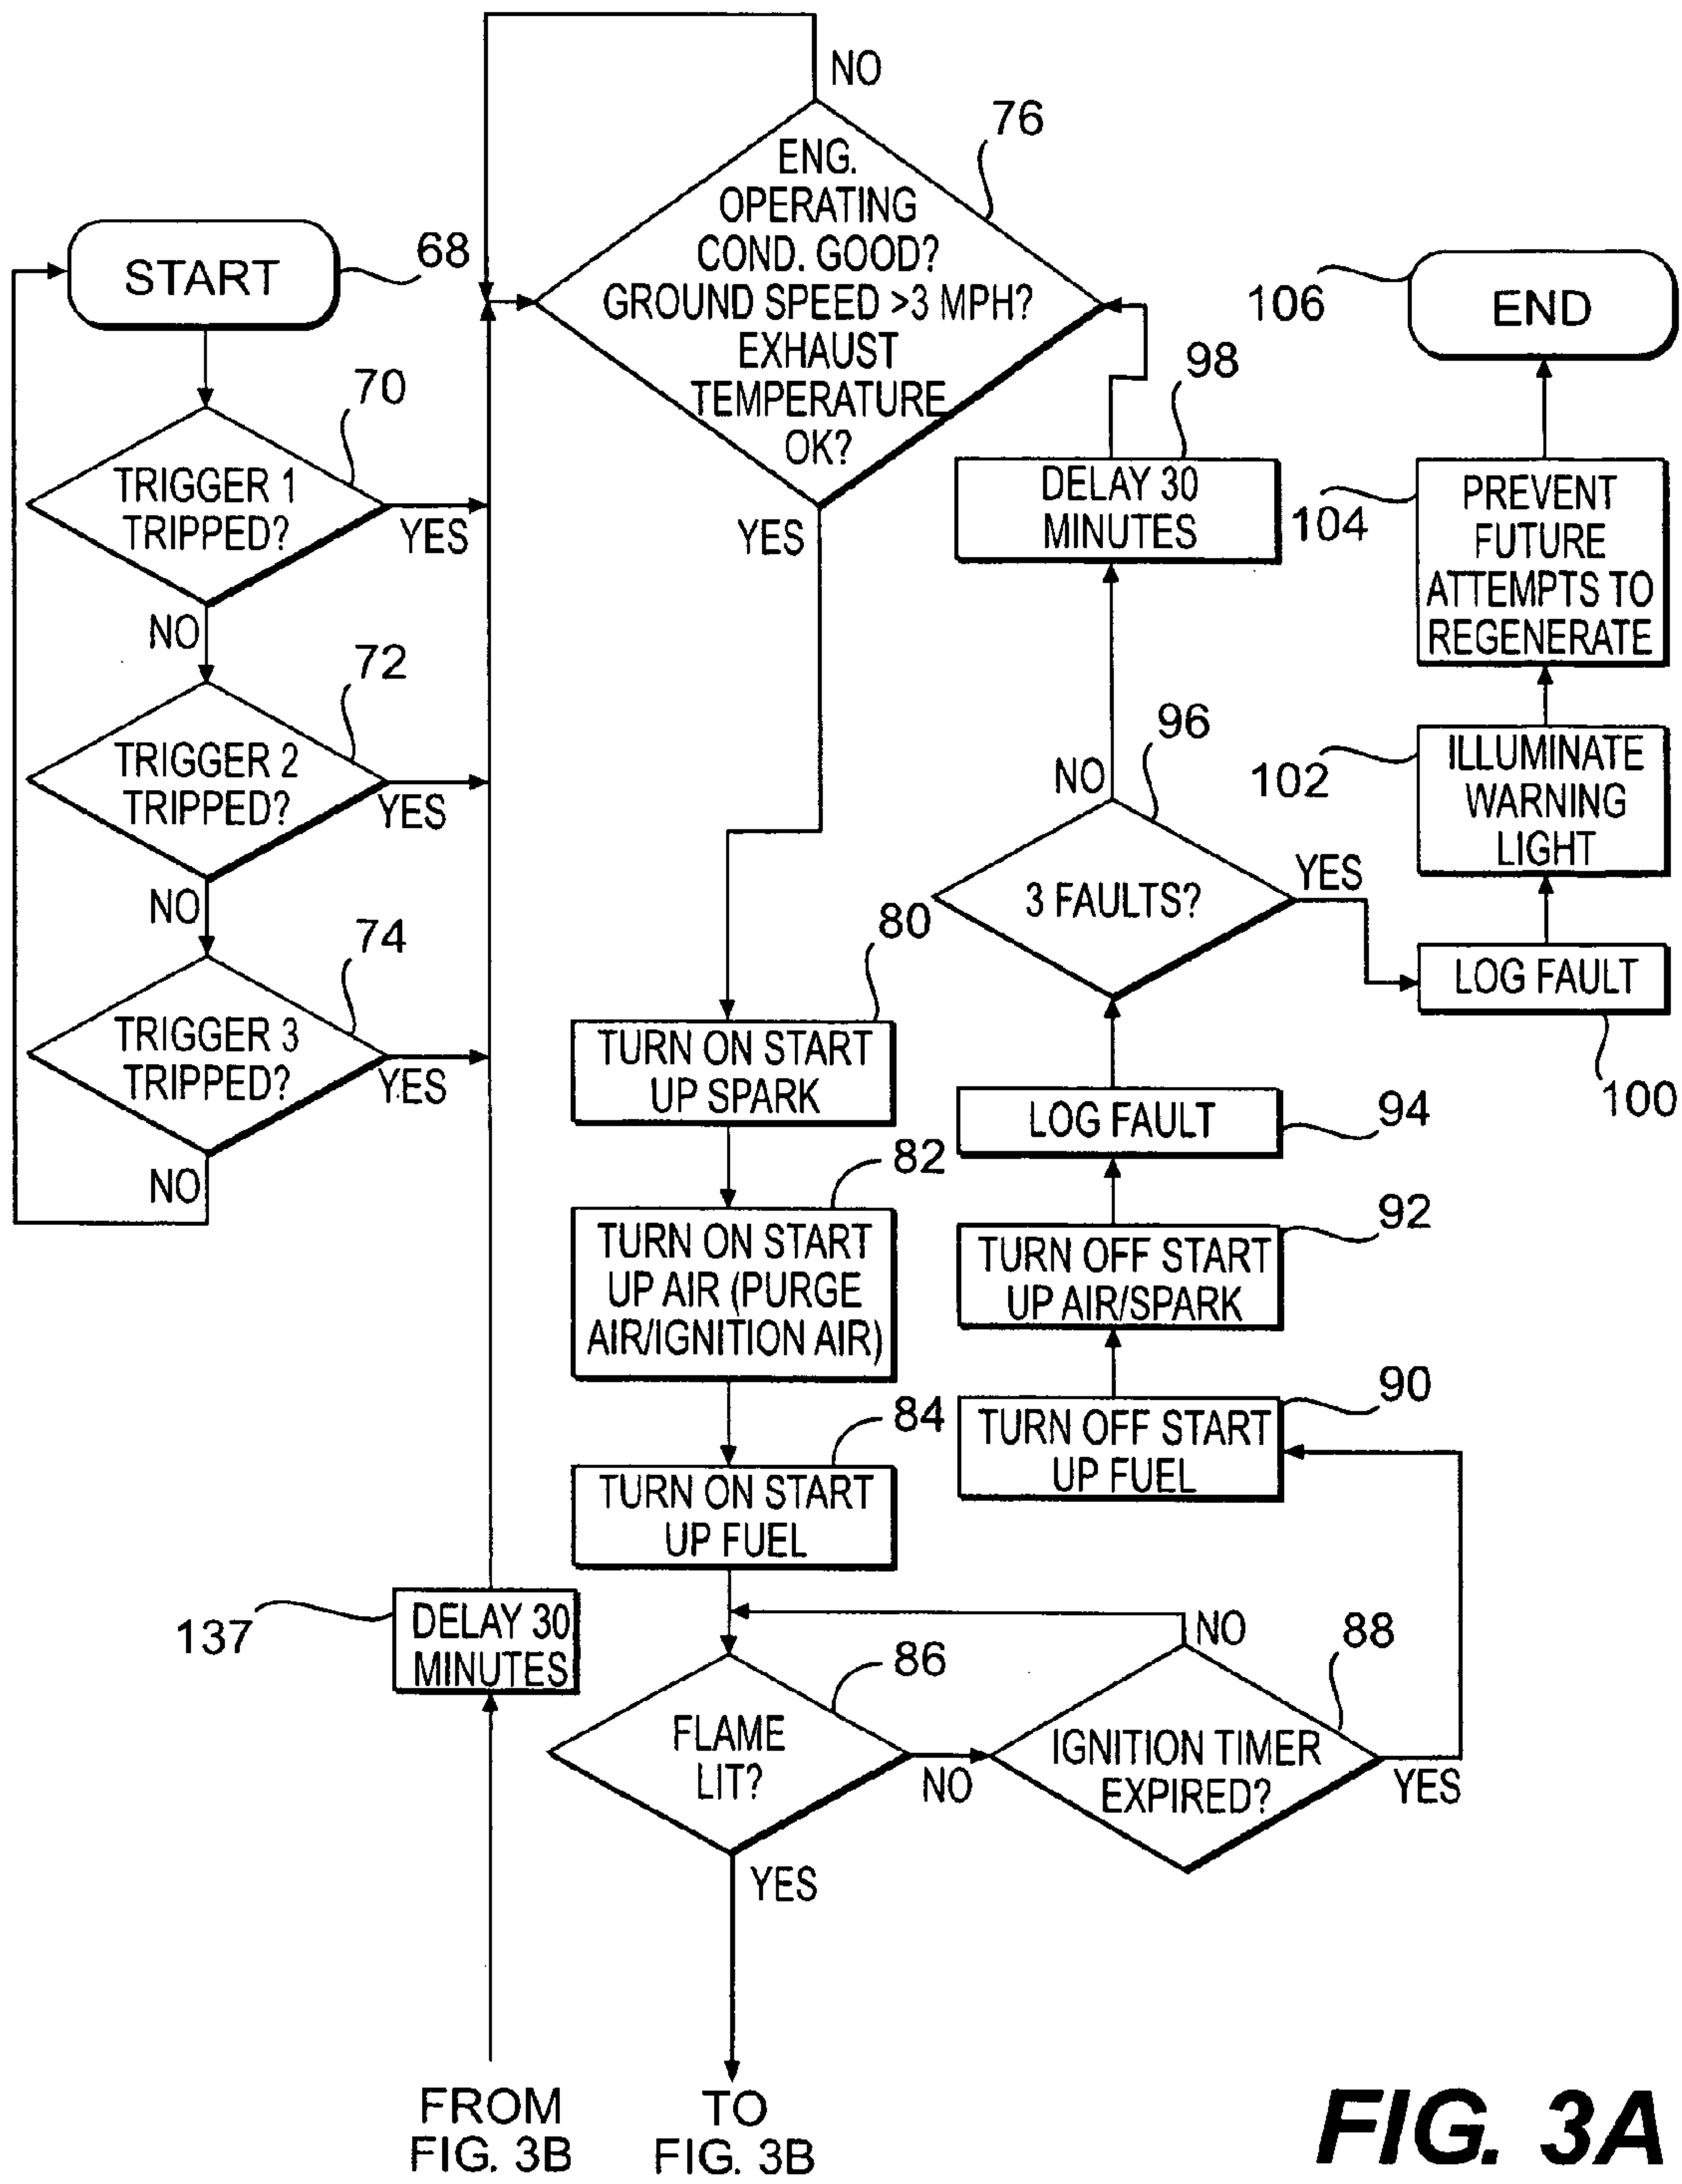 START
68
TRIGGER 1
TRIPPED?
70
YES
NO
TRIGGER 2
TRIPPED?
72
YES
NO
TRIGGER 3
TRIPPED?
74
YES
NO
137
DELAY 30
MINUTES
FROM
FIG. 3B
NO
76
ENG.
OPERATING
COND. GOOD?
GROUND SPEED >3 MPH?
EXHAUST
TEMPERATURE
OK?
YES
80
TURN ON START
UP SPARK
82
TURN ON START
UP AIR (PURGE
AIR/IGNITION AIR)
84
TURN ON START
UP FUEL
86
FLAME
LIT?
NO
YES
TO
FIG. 3B
88
IGNITION TIMER
EXPIRED?
NO
YES
90
TURN OFF START
UP FUEL
92
TURN OFF START
UP AIR/SPARK
94
LOG FAULT
96
3 FAULTS?
NO
YES
98
DELAY 30
MINUTES
100
LOG FAULT
102
ILLUMINATE
WARNING
LIGHT
104
PREVENT
FUTURE
ATTEMPTS TO
REGENERATE
106
END
FIG. 3A